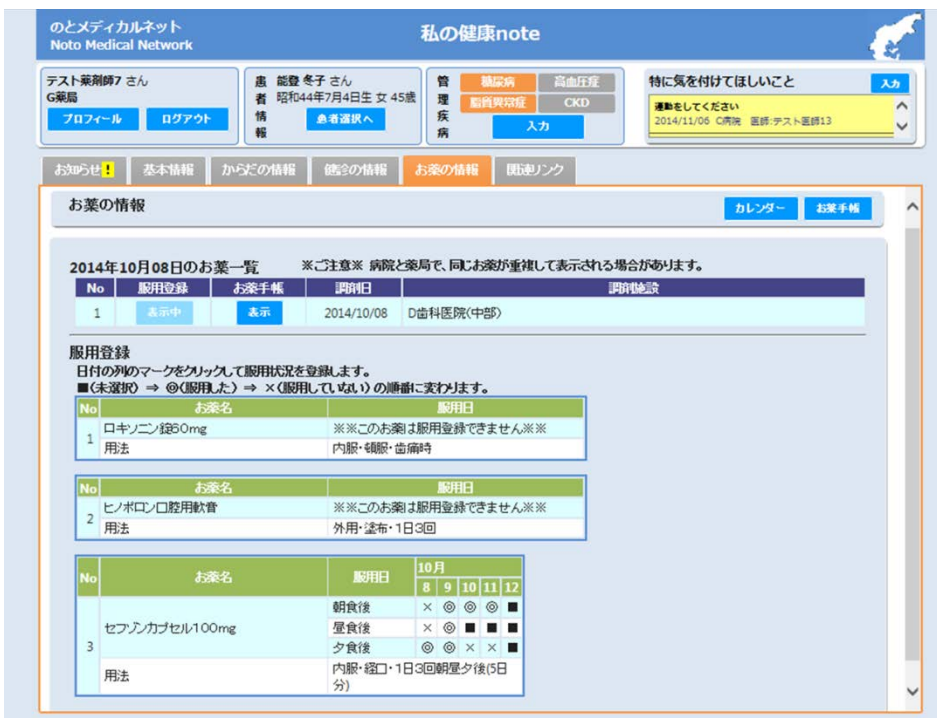 のとメディカルネット
Noto Medical Network
私の健康note
テスト薬剤師7 さん
G薬局
プロフィール ログアウト
患者情報
能登 冬子 さん
昭和44年7月4日生 女 45歳
患者選択へ
管理疾病
糖尿病 高血圧症
脂質異常症 CKD
入力
特に気を付けてほしいこと 入力
運動をしてください
2014/11/06 C病院 医師:テスト医師13
お知らせ! 基本情報 からだの情報 健診の情報 お薬の情報 関連リンク
お薬の情報 カレンダー お薬手帳
2014年10月08日のお薬一覧 ※ご注意※ 病院と薬局で、同じお薬が重複して表示される場合があります。
No 服用登録 お薬手帳 調剤日 調剤施設
1 表示中 表示 2014/10/08 D歯科医院(中部)
服用登録
日付の列のマークをクリックして服用状況を登録します。
■(未選択) ⇒ ◎(服用した) ⇒ ×(服用していない) の順番に変わります。
No お薬名 服用日
1 ロキソニン錠60mg ※※このお薬は服用登録できません※※
用法 内服・頓服・歯痛時
No お薬名 服用日
2 ヒノポロン口腔用軟膏 ※※このお薬は服用登録できません※※
用法 外用・塗布・1日3回
No お薬名 服用日 10月
8 9 10 11 12
3 セフゾンカプセル100mg
朝食後 × ◎ ◎ ◎ ■
昼食後 × ◎ ■ ■ ■
夕食後 ◎ ◎ × × ■
用法 内服・経口・1日3回朝昼夕後(5日
分)